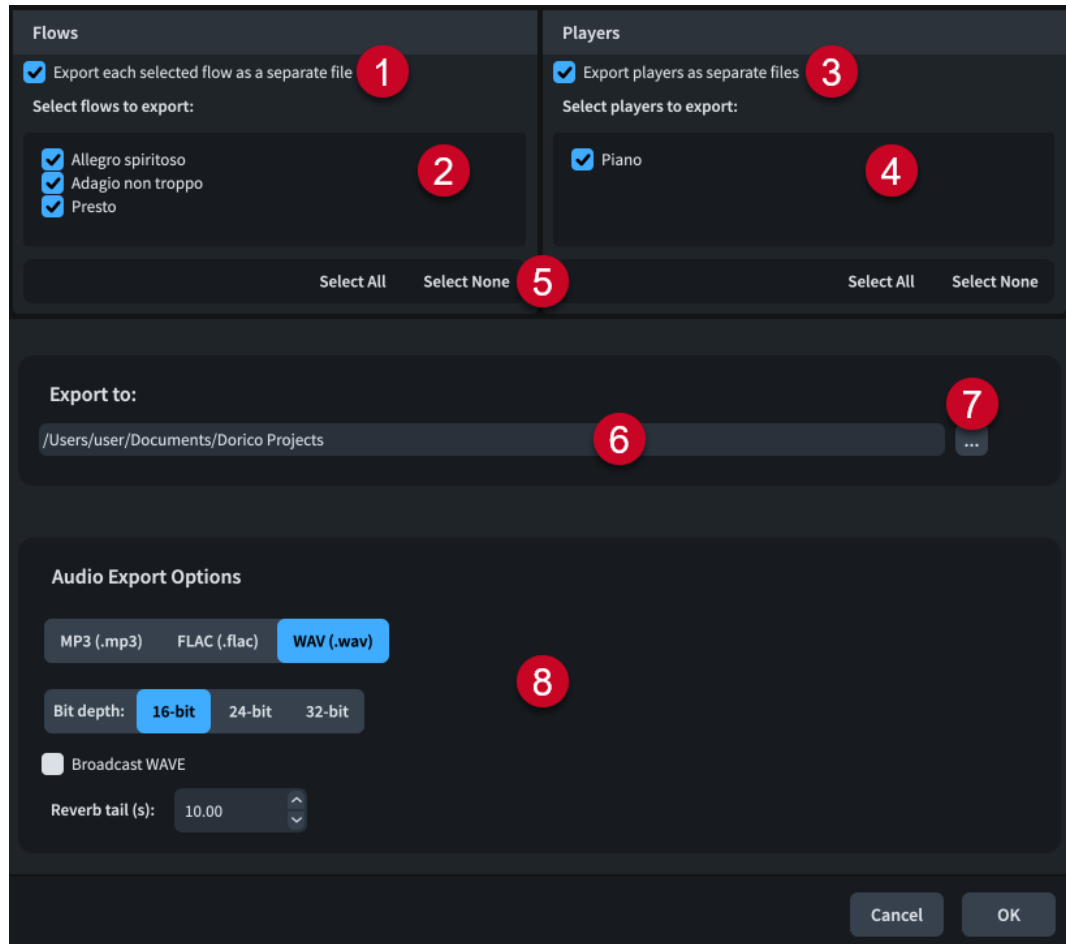 Flows
Export each selected flow as a separate file 1
Select flows to export:
Allegro spiritoso
Adagio non troppo
Presto
2
Select All Select None 5
Players
Export players as separate files 3
Select players to export:
Piano
4
Select All Select None
Export to:
/Users/user/Documents/Dorico Projects 6
7
...
Audio Export Options
MP3 (.mp3) FLAC (.flac) WAV (.wav)
8
Bit depth: 16-bit 24-bit 32-bit
Broadcast WAVE
Reverb tail (s): 10.00
Cancel OK